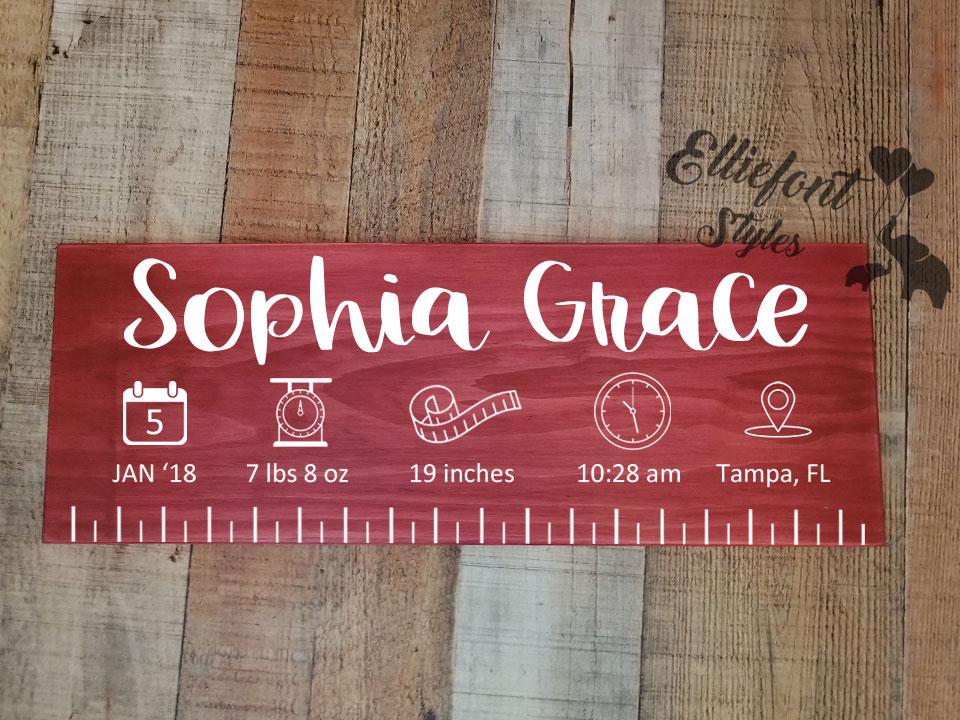 Elliefont
Styles
Sophia Grace
5
JAN ‘18
7 lbs 8 oz
19 inches
10:28 am
Tampa, FL